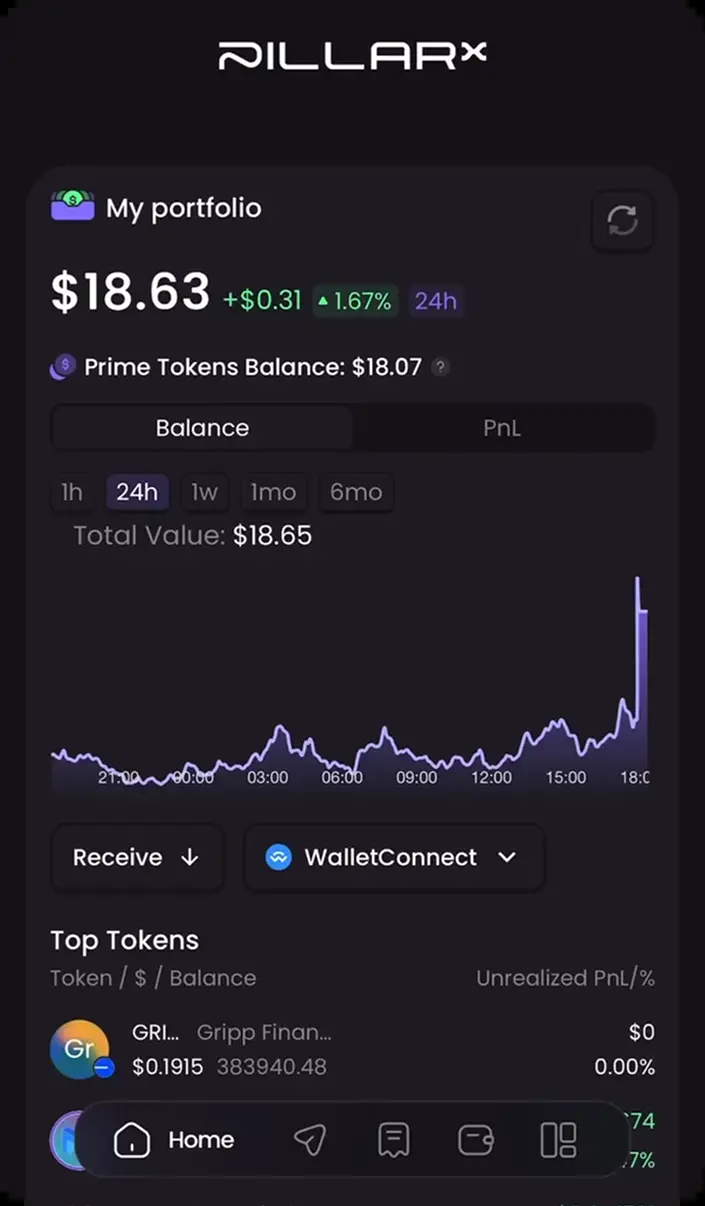 PILLARX
My portfolio
$18.63 +$0.31 ▲1.67% 24h
Prime Tokens Balance: $18.07 ?
Balance PnL
1h 24h 1w 1mo 6mo
Total Value: $18.65
21:00 00:00 03:00 06:00 09:00 12:00 15:00 18:0
Receive ↓ WalletConnect
Top Tokens
Token / $ / Balance Unrealized PnL/%
Gr GRI... Gripp Finan... $0
$0.1915 383940.48 0.00%
74
Home
7%